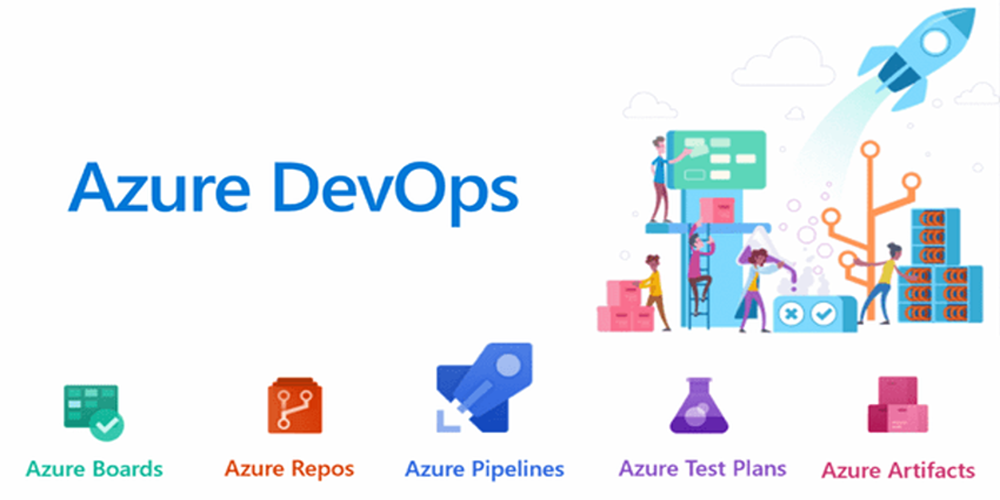 Azure DevOps
Azure Boards
Azure Repos
Azure Pipelines
Azure Test Plans
Azure Artifacts